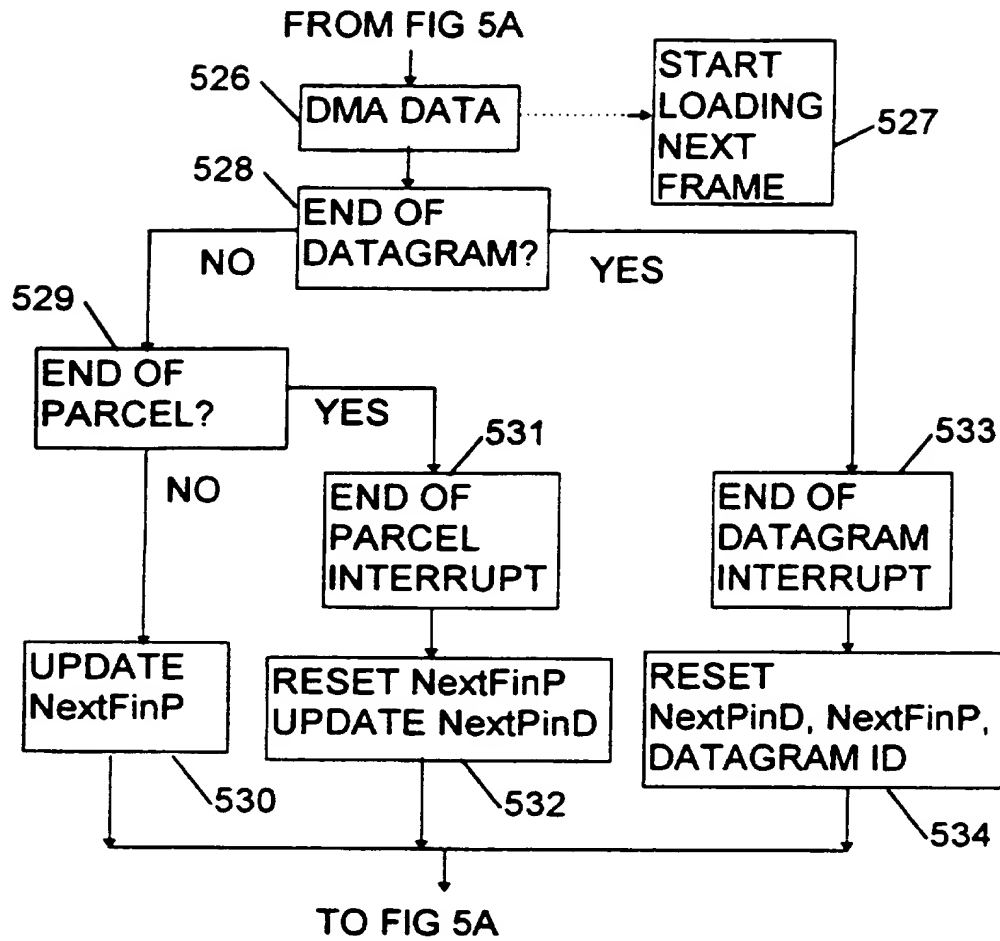 FROM FIG 5A
526
DMA DATA
START
LOADING
NEXT
FRAME
527
528
END OF
DATAGRAM?
NO
YES
529
END OF
PARCEL?
YES
NO
531
END OF
PARCEL
INTERRUPT
533
END OF
DATAGRAM
INTERRUPT
UPDATE
NextFinP
530
RESET NextFinP
UPDATE NextPinD
532
RESET
NextPinD, NextFinP,
DATAGRAM ID
534
TO FIG 5A